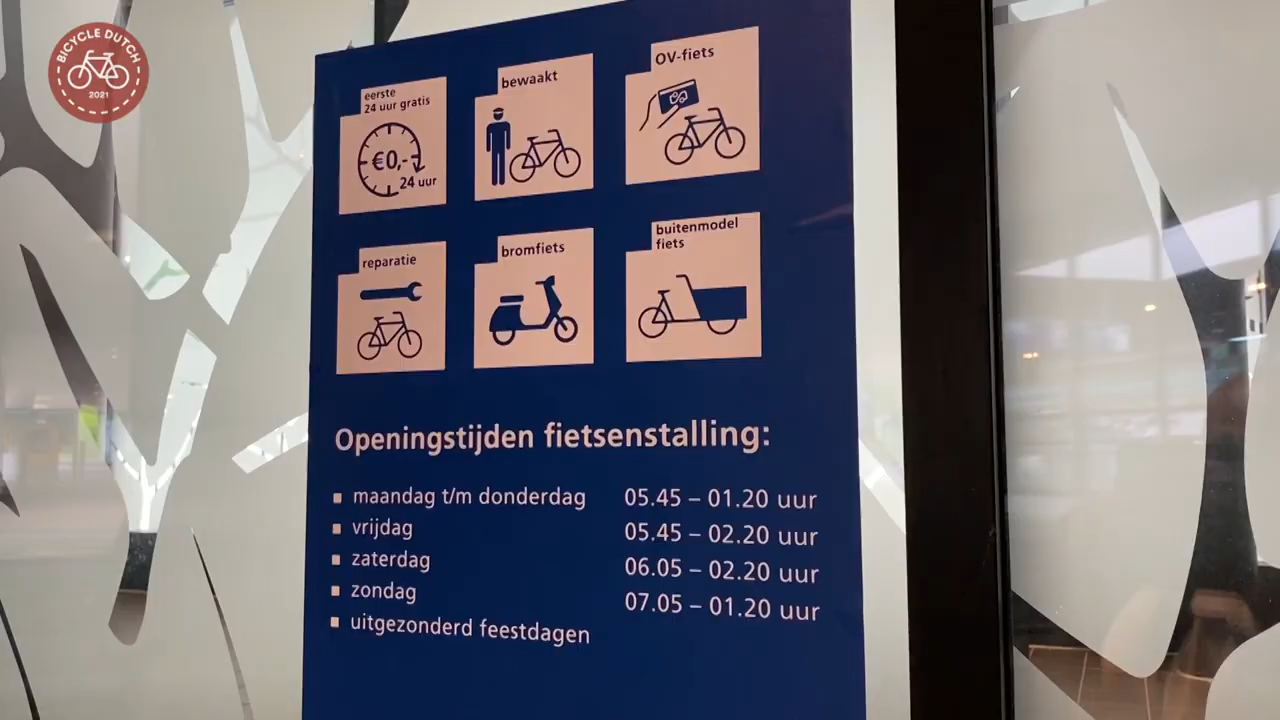 BICYCLE DUTCH
2021
eerste
24 uur gratis
€0,-
24 uur
bewaakt
OV-fiets
reparatie
bromfiets
buitenmodel
fiets
Openingstijden fietsenstalling:
maandag t/m donderdag 05.45 – 01.20 uur
vrijdag 05.45 – 02.20 uur
zaterdag 06.05 – 02.20 uur
zondag 07.05 – 01.20 uur
uitgezonderd feestdagen